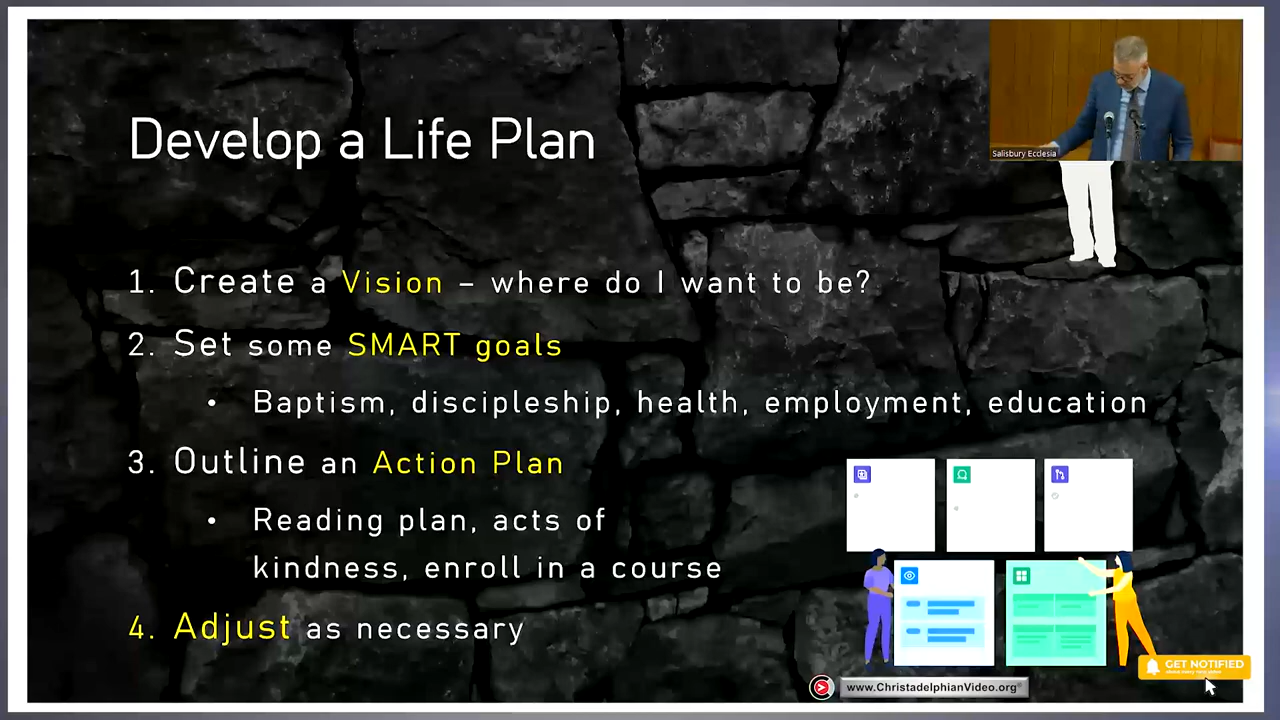 Develop a Life Plan
Salisbury Ecclesia
1. Create a Vision – where do I want to be?
2. Set some SMART goals
• Baptism, discipleship, health, employment, education
3. Outline an Action Plan
• Reading plan, acts of
kindness, enroll in a course
4. Adjust as necessary
GET NOTIFIED
www.ChristadelphianVideo.org